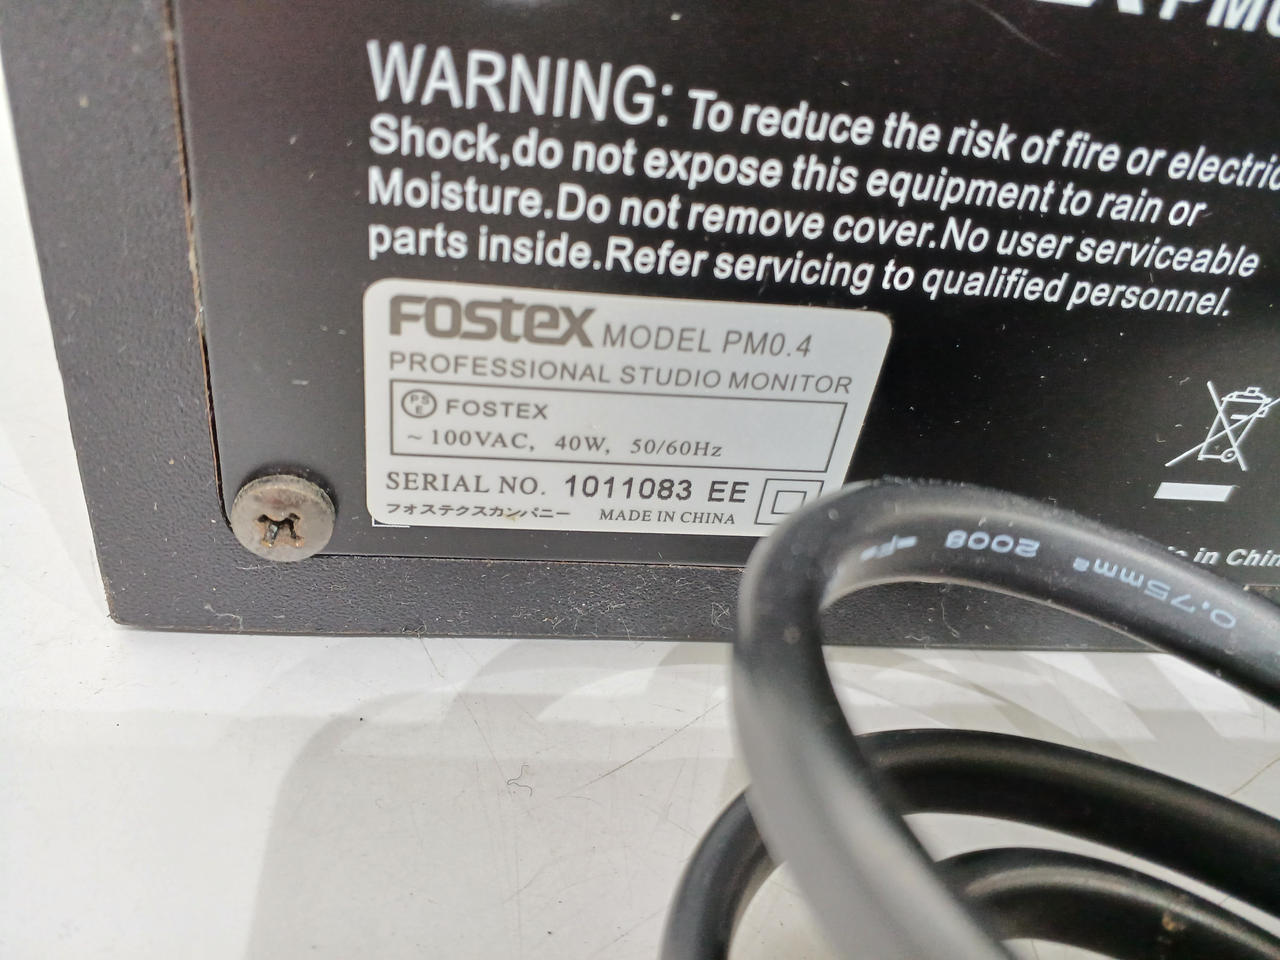 WARNING: To reduce the risk of fire or electric
Shock,do not expose this equipment to rain or
Moisture.Do not remove cover.No user serviceable
parts inside.Refer servicing to qualified personnel.
FOSTEX MODEL PM0.4
PROFESSIONAL STUDIO MONITOR
PSE FOSTEX
~100VAC, 40W, 50/60Hz
SERIAL NO. 1011083 EE
フォステクスカンパニー MADE IN CHINA
in China
0.75mm² 2008